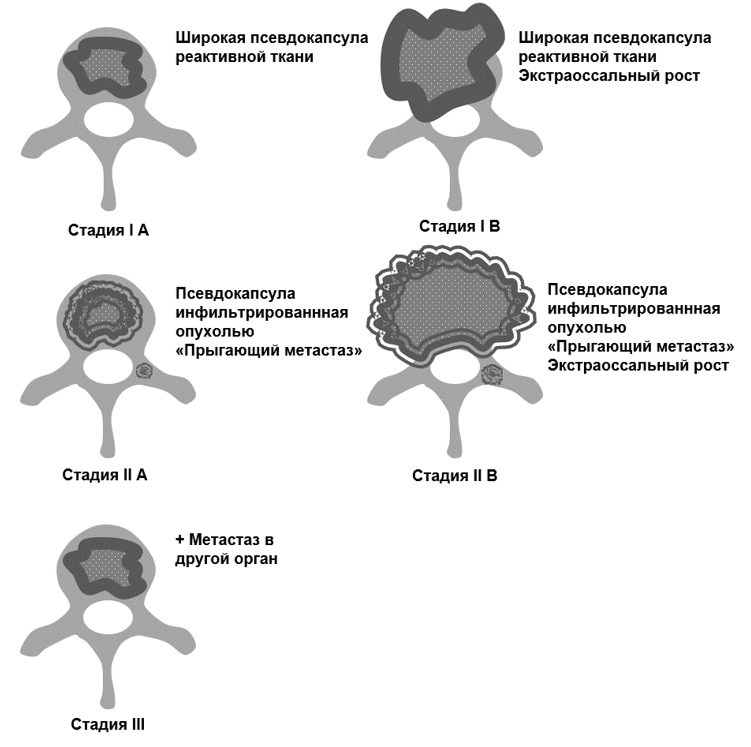 Широкая псевдокапсула
реактивной ткани
Стадия I A
Широкая псевдокапсула
реактивной ткани
Экстраоссальный рост
Стадия I B
Псевдокапсула
инфильтрированнная
опухолью
«Прыгающий метастаз»
Стадия II A
Псевдокапсула
инфильтрированнная
опухолью
«Прыгающий метастаз»
Экстраоссальный рост
Стадия II B
+ Метастаз в
другой орган
Стадия III